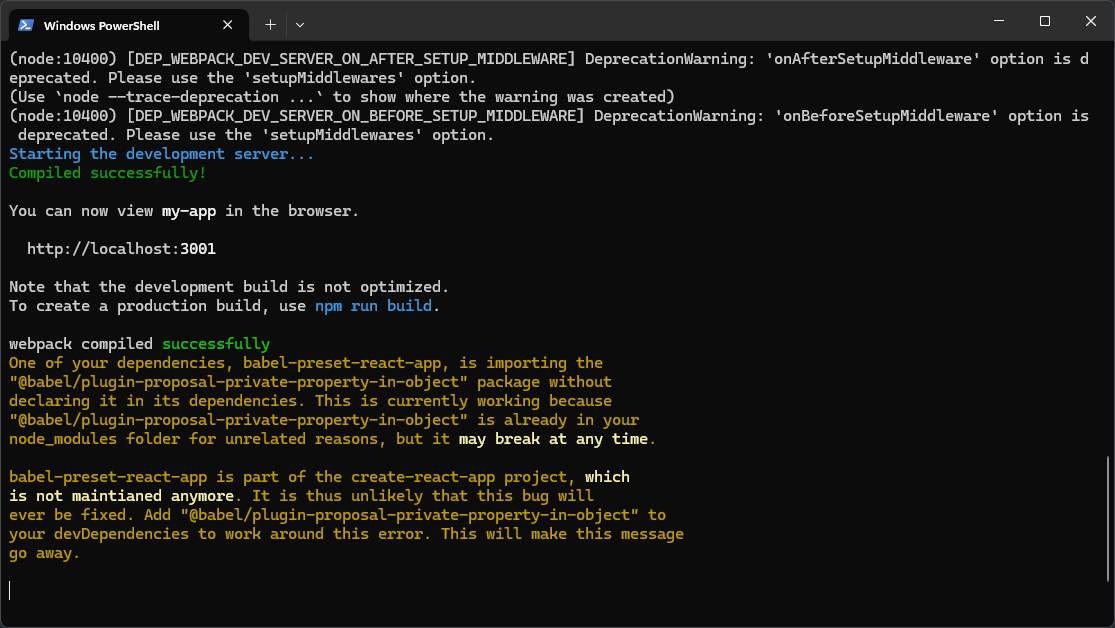 Windows PowerShell
(node:10400) [DEP_WEBPACK_DEV_SERVER_ON_AFTER_SETUP_MIDDLEWARE] DeprecationWarning: 'onAfterSetupMiddleware' option is d
eprecated. Please use the 'setupMiddlewares' option.
(Use `node --trace-deprecation ...` to show where the warning was created)
(node:10400) [DEP_WEBPACK_DEV_SERVER_ON_BEFORE_SETUP_MIDDLEWARE] DeprecationWarning: 'onBeforeSetupMiddleware' option is
 deprecated. Please use the 'setupMiddlewares' option.
Starting the development server...
Compiled successfully!
You can now view my-app in the browser.
http://localhost:3001
Note that the development build is not optimized.
To create a production build, use npm run build.
webpack compiled successfully
One of your dependencies, babel-preset-react-app, is importing the
"@babel/plugin-proposal-private-property-in-object" package without
declaring it in its dependencies. This is currently working because
"@babel/plugin-proposal-private-property-in-object" is already in your
node_modules folder for unrelated reasons, but it may break at any time.
babel-preset-react-app is part of the create-react-app project, which
is not maintianed anymore. It is thus unlikely that this bug will
ever be fixed. Add "@babel/plugin-proposal-private-property-in-object" to
your devDependencies to work around this error. This will make this message
go away.